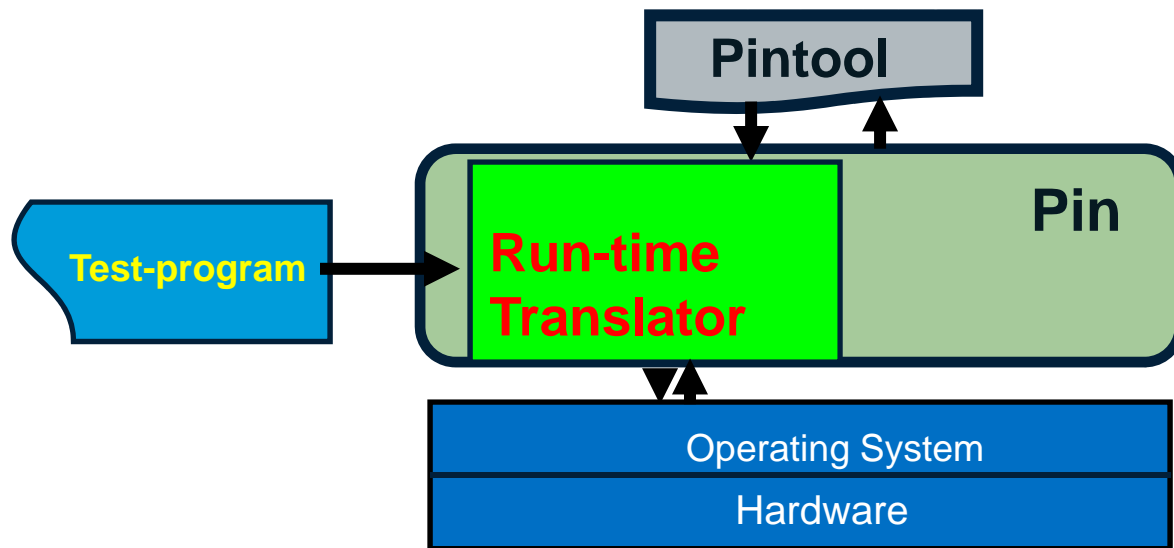 Pintool
Pin
Test-program
Run-time
Translator
Operating System
Hardware